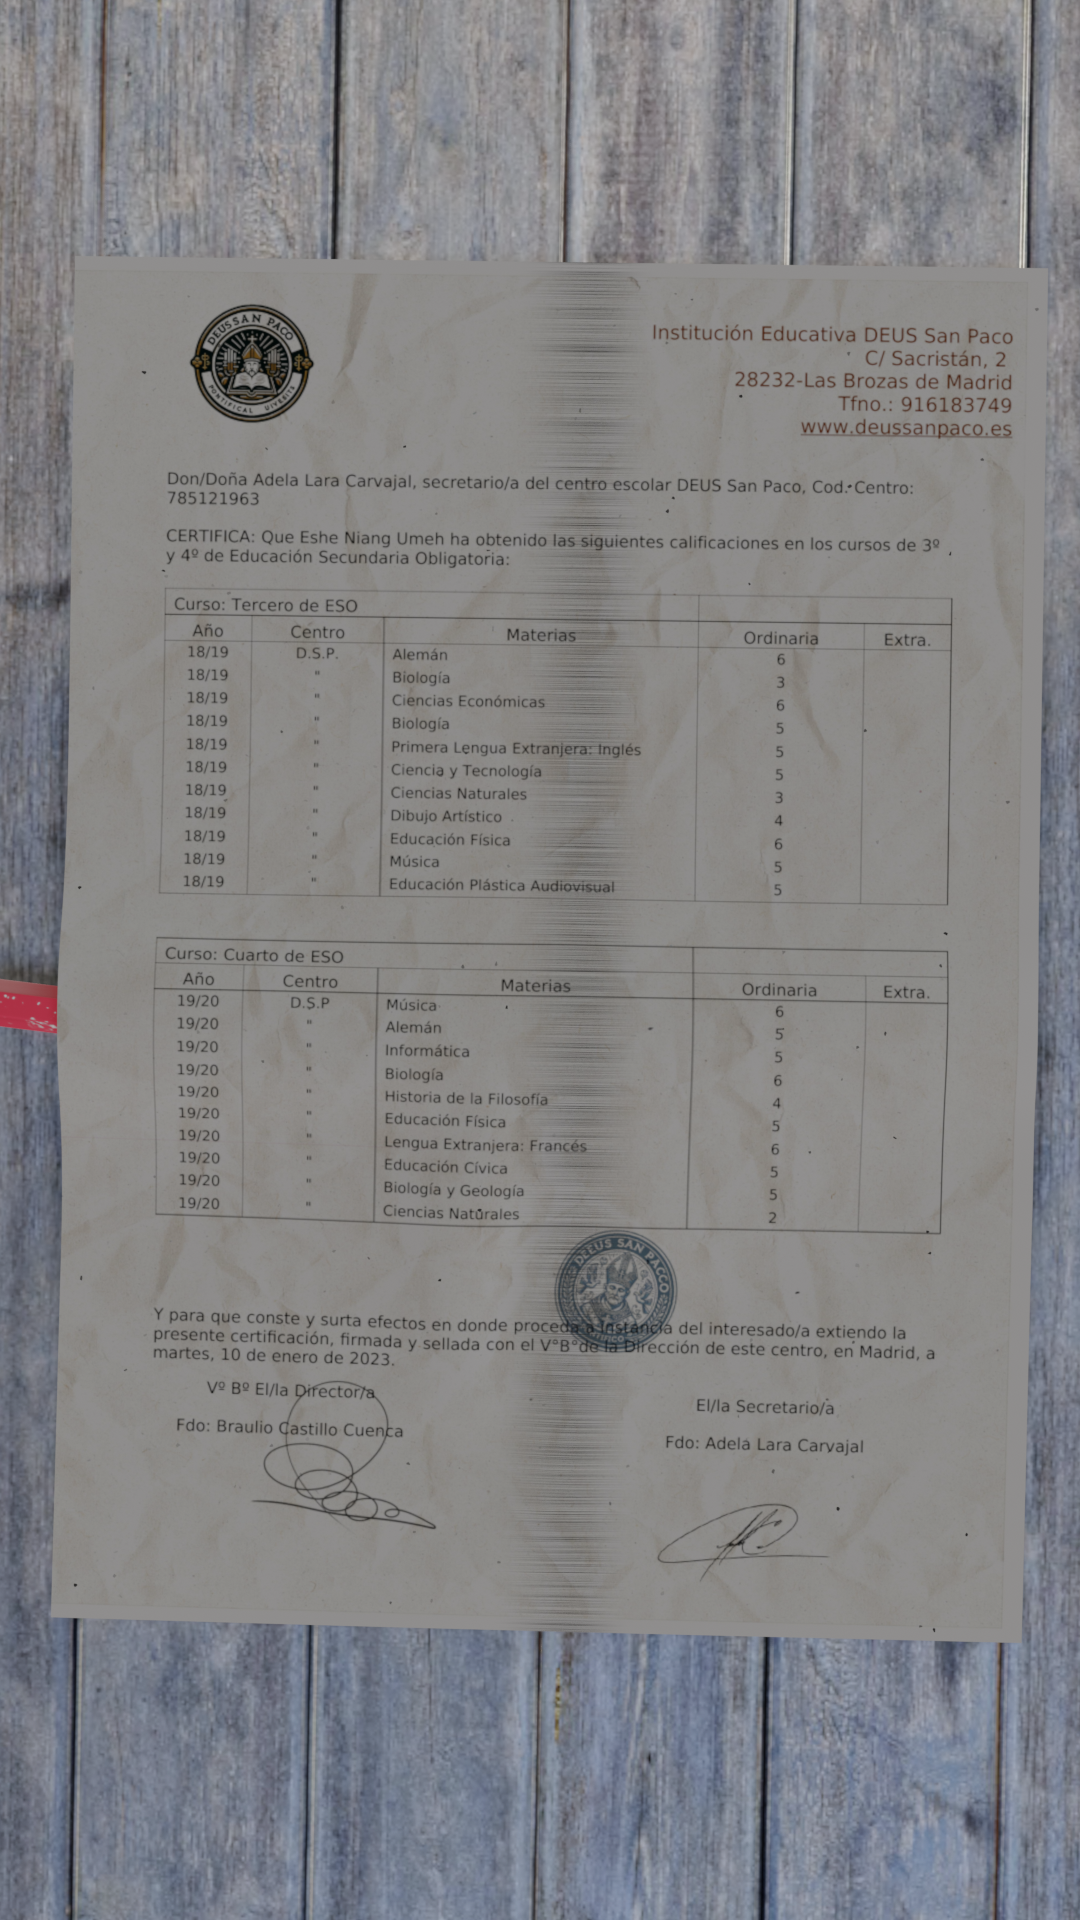 DEUS SAN PACO
PONTIFICAL
Institución Educativa DEUS San Paco
C/ Sacristán, 2
28232-Las Brozas de Madrid
Tfno.: 916183749
www.deussanpaco.es
Don/Doña Adela Lara Carvajal, secretario/a del centro escolar DEUS San Paco, Cod. Centro:
785121963
CERTIFICA: Que Eshe Niang Umeh ha obtenido las siguientes calificaciones en los cursos de 3º
y 4º de Educación Secundaria Obligatoria:
Curso: Tercero de ESO
Año Centro Materias Ordinaria Extra.
18/19 D.S.P. Alemán 6
18/19 " Biología 3
18/19 " Ciencias Económicas 6
18/19 " Biología 5
18/19 " Primera Lengua Extranjera: Inglés 5
18/19 " Ciencia y Tecnología 5
18/19 " Ciencias Naturales 3
18/19 " Dibujo Artístico 4
18/19 " Educación Física 6
18/19 " Música 5
18/19 " Educación Plástica Audiovisual 5
Curso: Cuarto de ESO
Año Centro Materias Ordinaria Extra.
19/20 D.S.P Música 6
19/20 " Alemán 5
19/20 " Informática 5
19/20 " Biología 6
19/20 " Historia de la Filosofía 4
19/20 " Educación Física 5
19/20 " Lengua Extranjera: Francés 6
19/20 " Educación Cívica 5
19/20 " Biología y Geología 5
19/20 " Ciencias Naturales 2
DEEUS SAN PACCO
Y para que conste y surta efectos en donde proceda a instancia del interesado/a extiendo la
presente certificación, firmada y sellada con el V°B°de la Dirección de este centro, en Madrid, a
martes, 10 de enero de 2023.
Vº Bº El/la Director/a
Fdo: Braulio Castillo Cuenca
El/la Secretario/a
Fdo: Adela Lara Carvajal